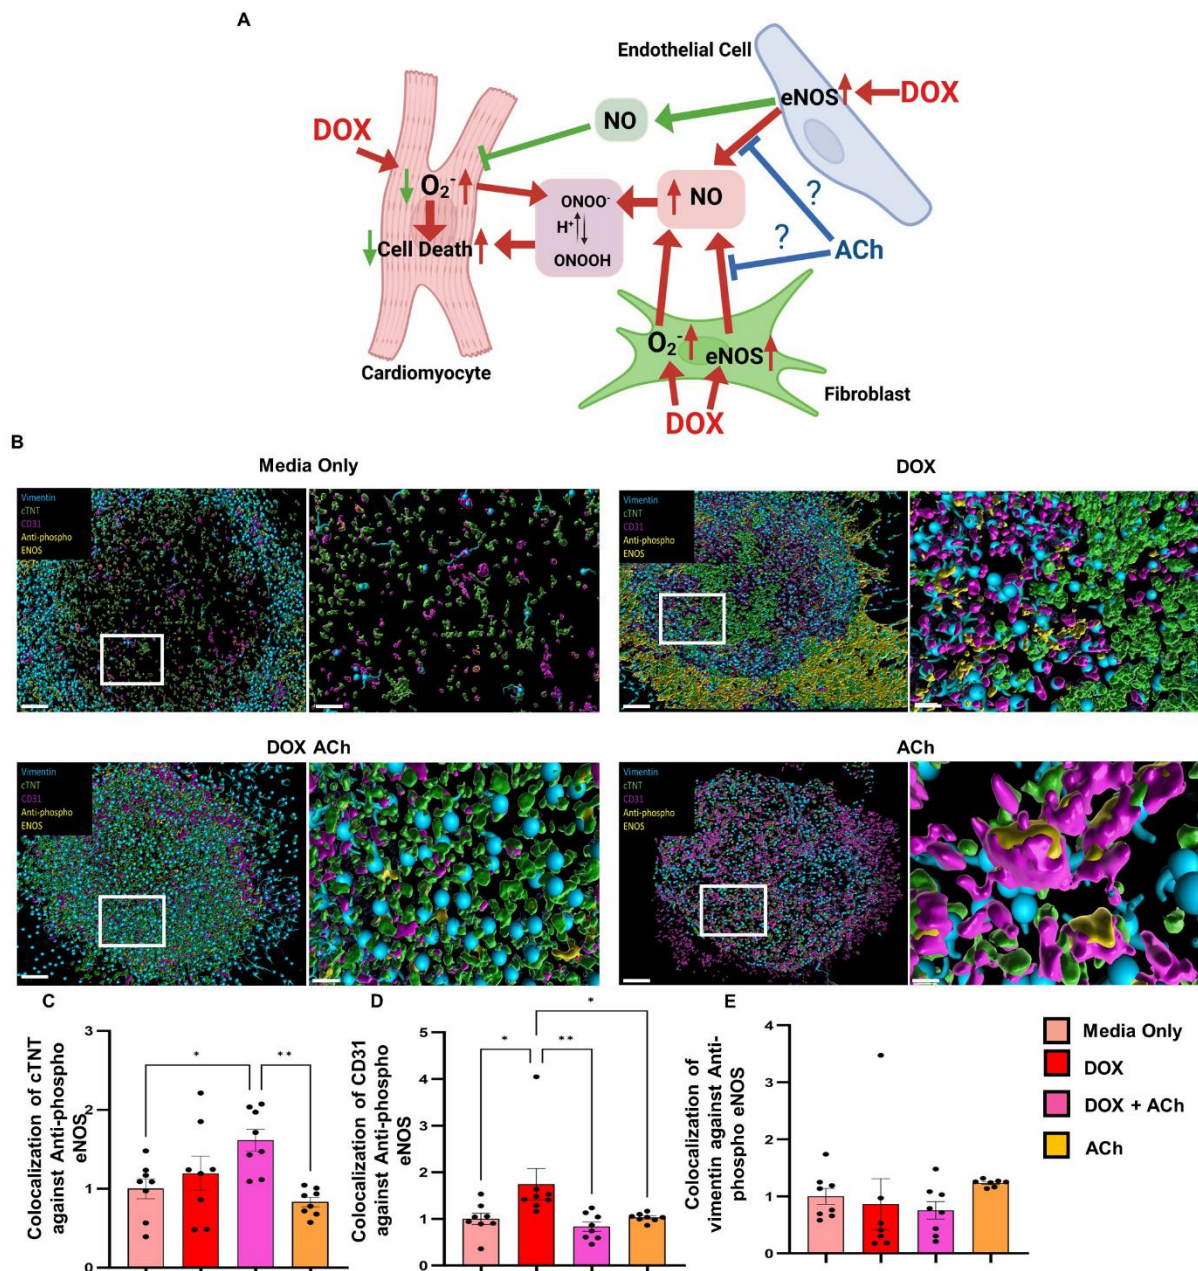 A
Endothelial Cell
eNOS
DOX
NO
DOX
O₂⁻
ONOO⁻
H⁺
ONOOH
NO
?
?
ACh
Cell Death
Cardiomyocyte
O₂⁻
eNOS
Fibroblast
DOX
B
Media Only
DOX
Vimentin
cTNT
CD31
Anti-phospho
ENOS
Vimentin
cTNT
CD31
Anti-phospho
ENOS
DOX ACh
ACh
Vimentin
cTNT
CD31
Anti-phospho
ENOS
Vimentin
cTNT
CD31
Anti-phospho
ENOS
C
Colocalization of cTNT
against Anti-phospho
eNOS
3
2
1
0
*
**
D
Colocalization of CD31
against Anti-phospho
eNOS
5
4
3
2
1
0
*
**
*
E
Colocalization of
vimentin against Anti-
phospho eNOS
4
3
2
1
0
Media Only
DOX
DOX + ACh
ACh